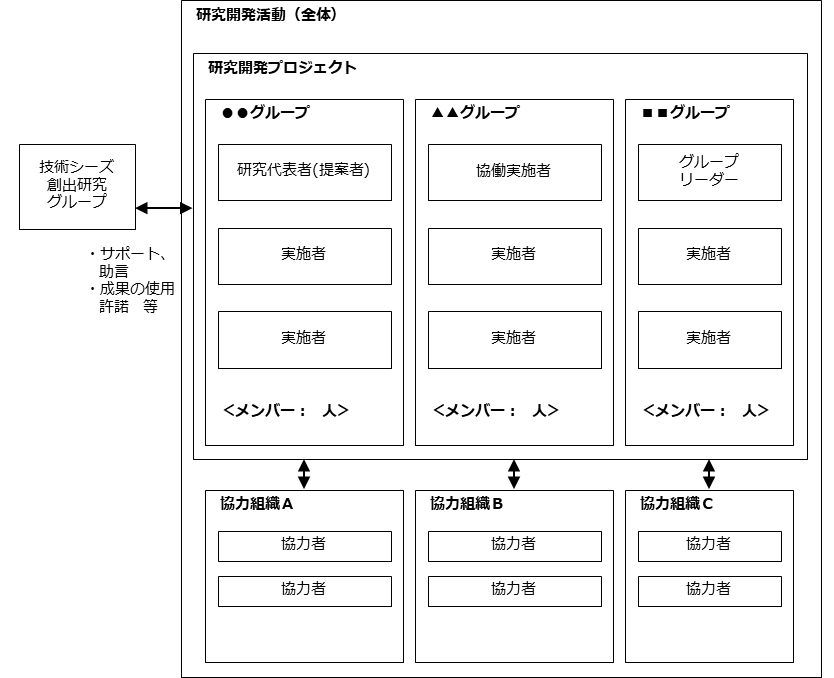 研究開発活動（全体）
研究開発プロジェクト
技術シーズ
創出研究
グループ
・サポート、
助言
・成果の使用
許諾　等
●●グループ
研究代表者(提案者)
実施者
実施者
＜メンバー：　人＞
▲▲グループ
協働実施者
実施者
実施者
＜メンバー：　人＞
■■グループ
グループ
リーダー
実施者
実施者
＜メンバー：　人＞
協力組織Ａ
協力者
協力者
協力組織Ｂ
協力者
協力者
協力組織Ｃ
協力者
協力者